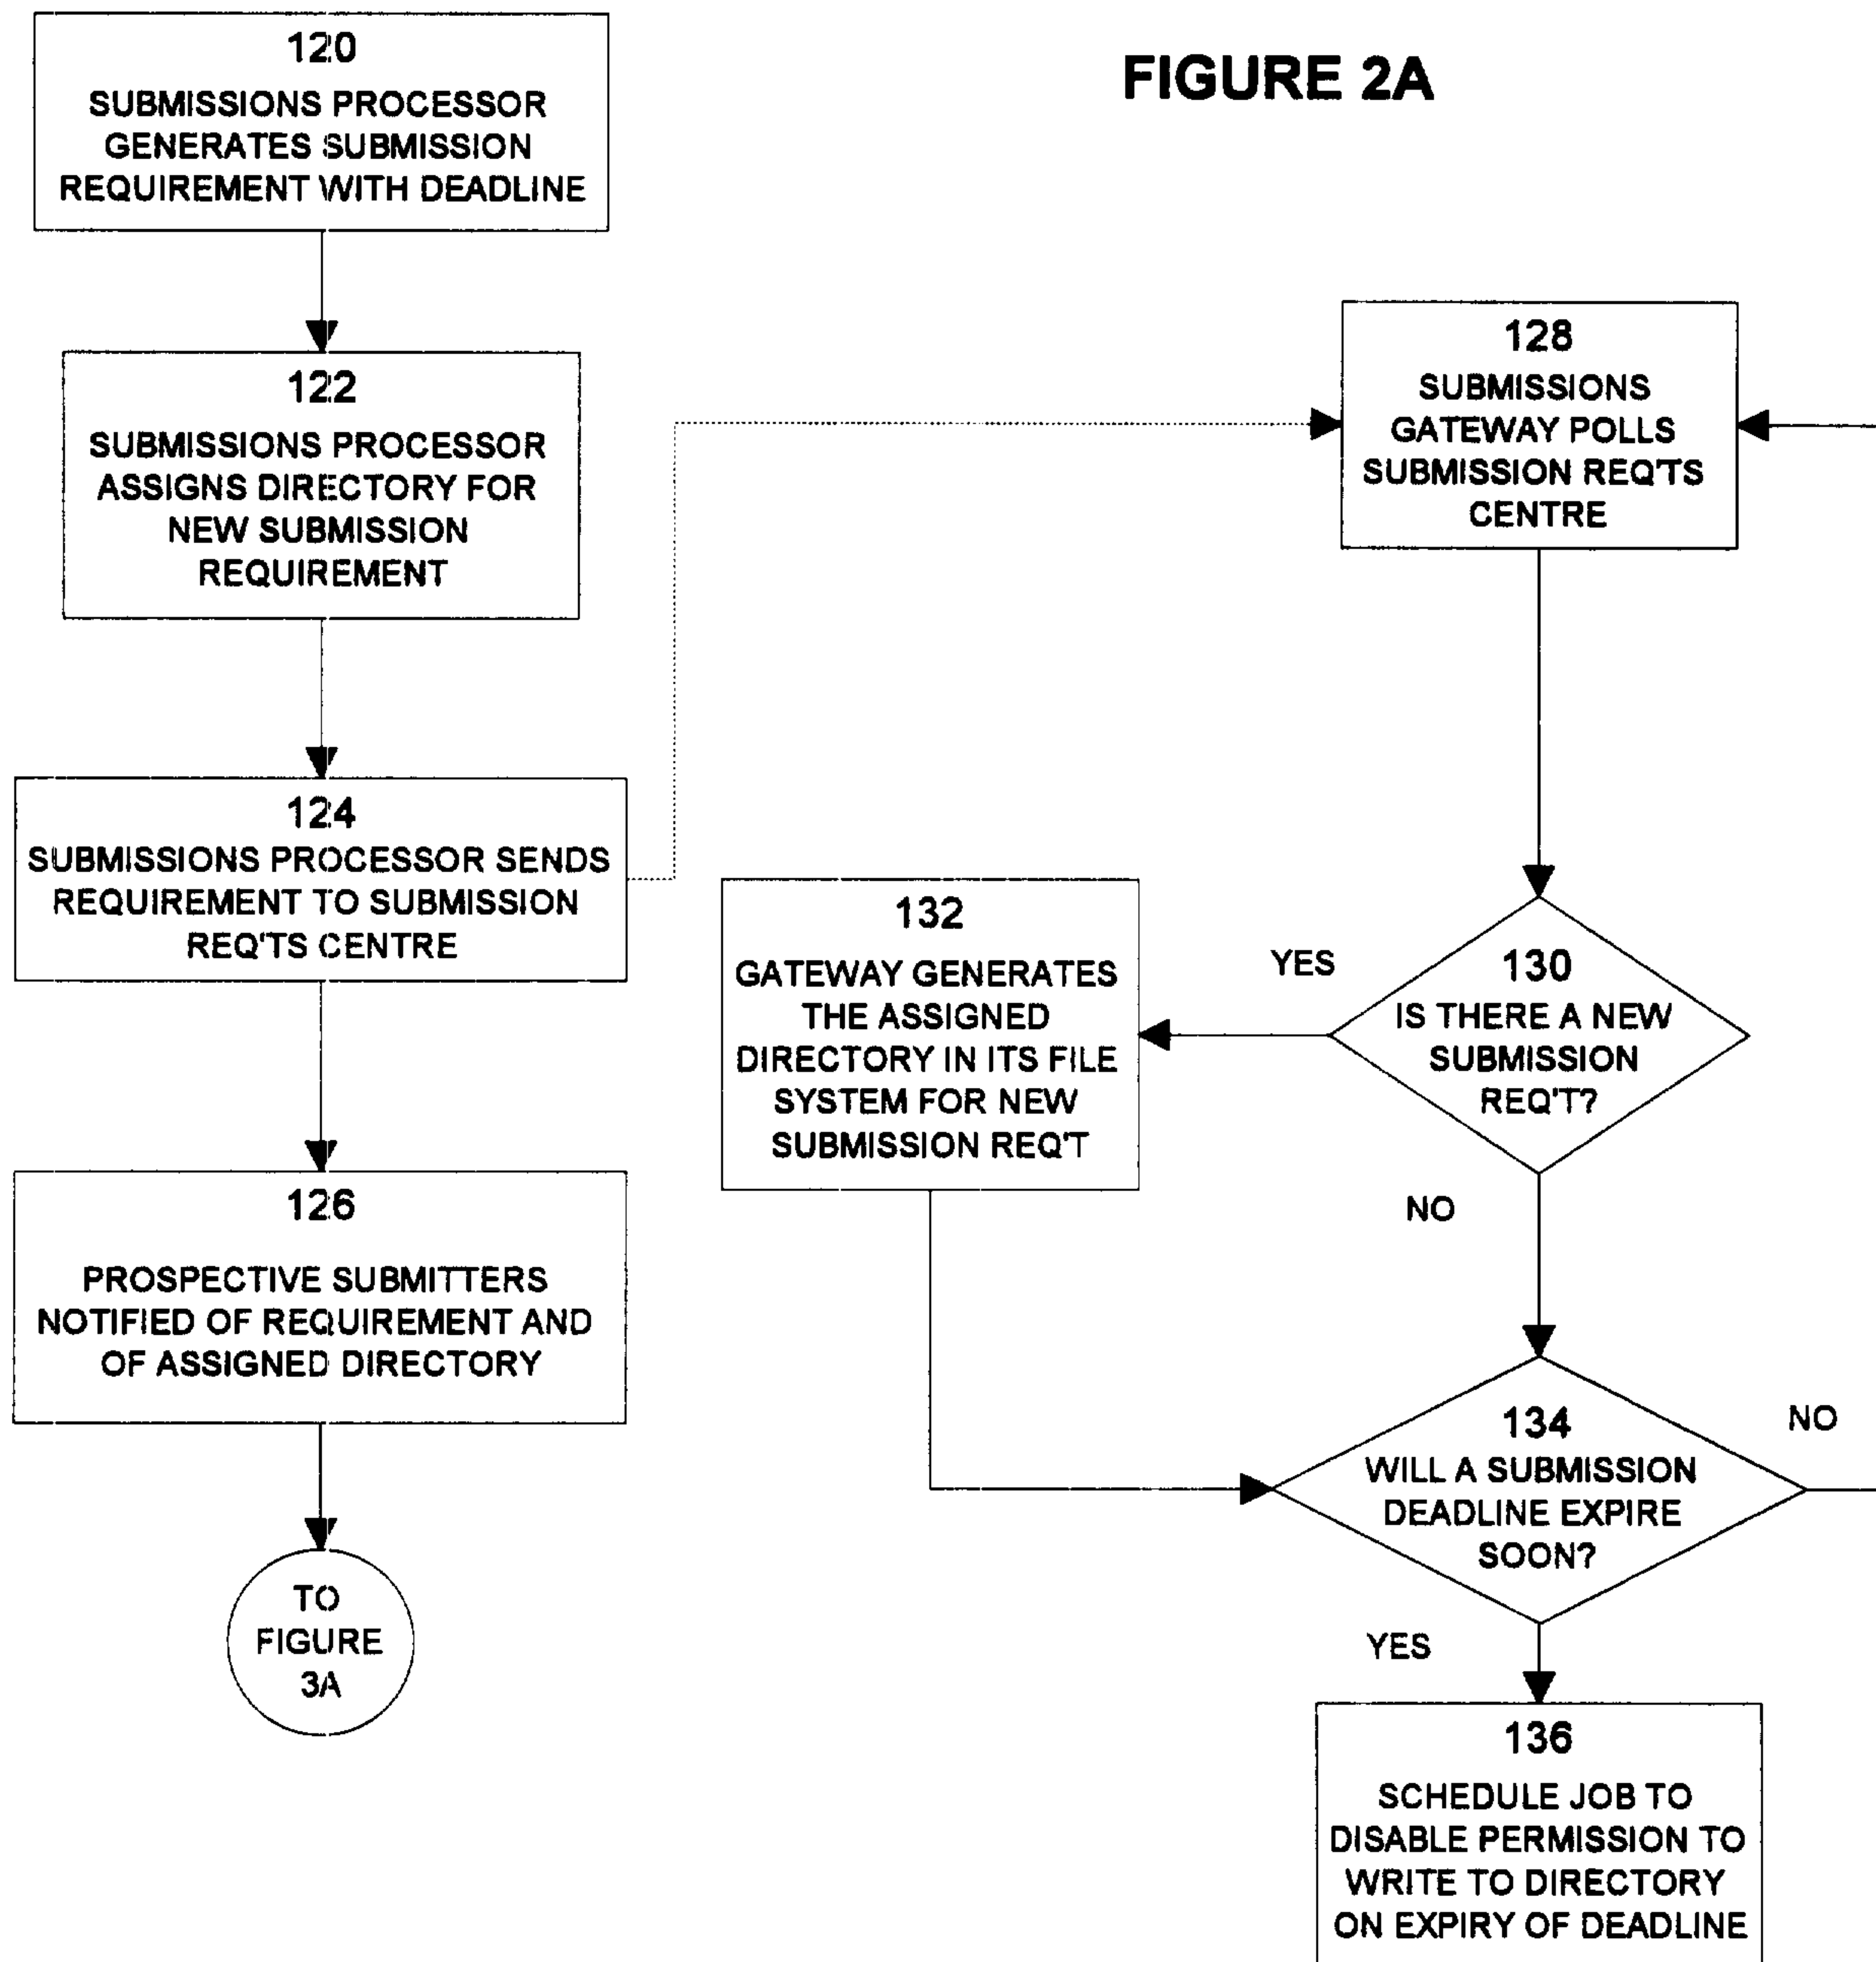 FIGURE 2A
120
SUBMISSIONS PROCESSOR
GENERATES SUBMISSION
REQUIREMENT WITH DEADLINE
122
SUBMISSIONS PROCESSOR
ASSIGNS DIRECTORY FOR
NEW SUBMISSION
REQUIREMENT
124
SUBMISSIONS PROCESSOR SENDS
REQUIREMENT TO SUBMISSION
REQ'TS CENTRE
126
PROSPECTIVE SUBMITTERS
NOTIFIED OF REQUIREMENT AND
OF ASSIGNED DIRECTORY
TO
FIGURE
3A
128
SUBMISSIONS
GATEWAY POLLS
SUBMISSION REQ'TS
CENTRE
130
IS THERE A NEW
SUBMISSION
REQ'T?
YES
NO
132
GATEWAY GENERATES
THE ASSIGNED
DIRECTORY IN ITS FILE
SYSTEM FOR NEW
SUBMISSION REQ'T
134
WILL A SUBMISSION
DEADLINE EXPIRE
SOON?
NO
YES
136
SCHEDULE JOB TO
DISABLE PERMISSION TO
WRITE TO DIRECTORY
ON EXPIRY OF DEADLINE